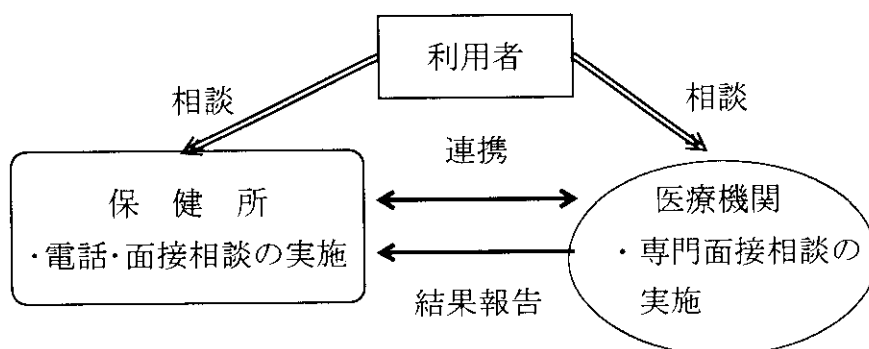 利用者
相談
相談
連携
保　健　所
・電話・面接相談の実施
医療機関
・専門面接相談の
実施
結果報告